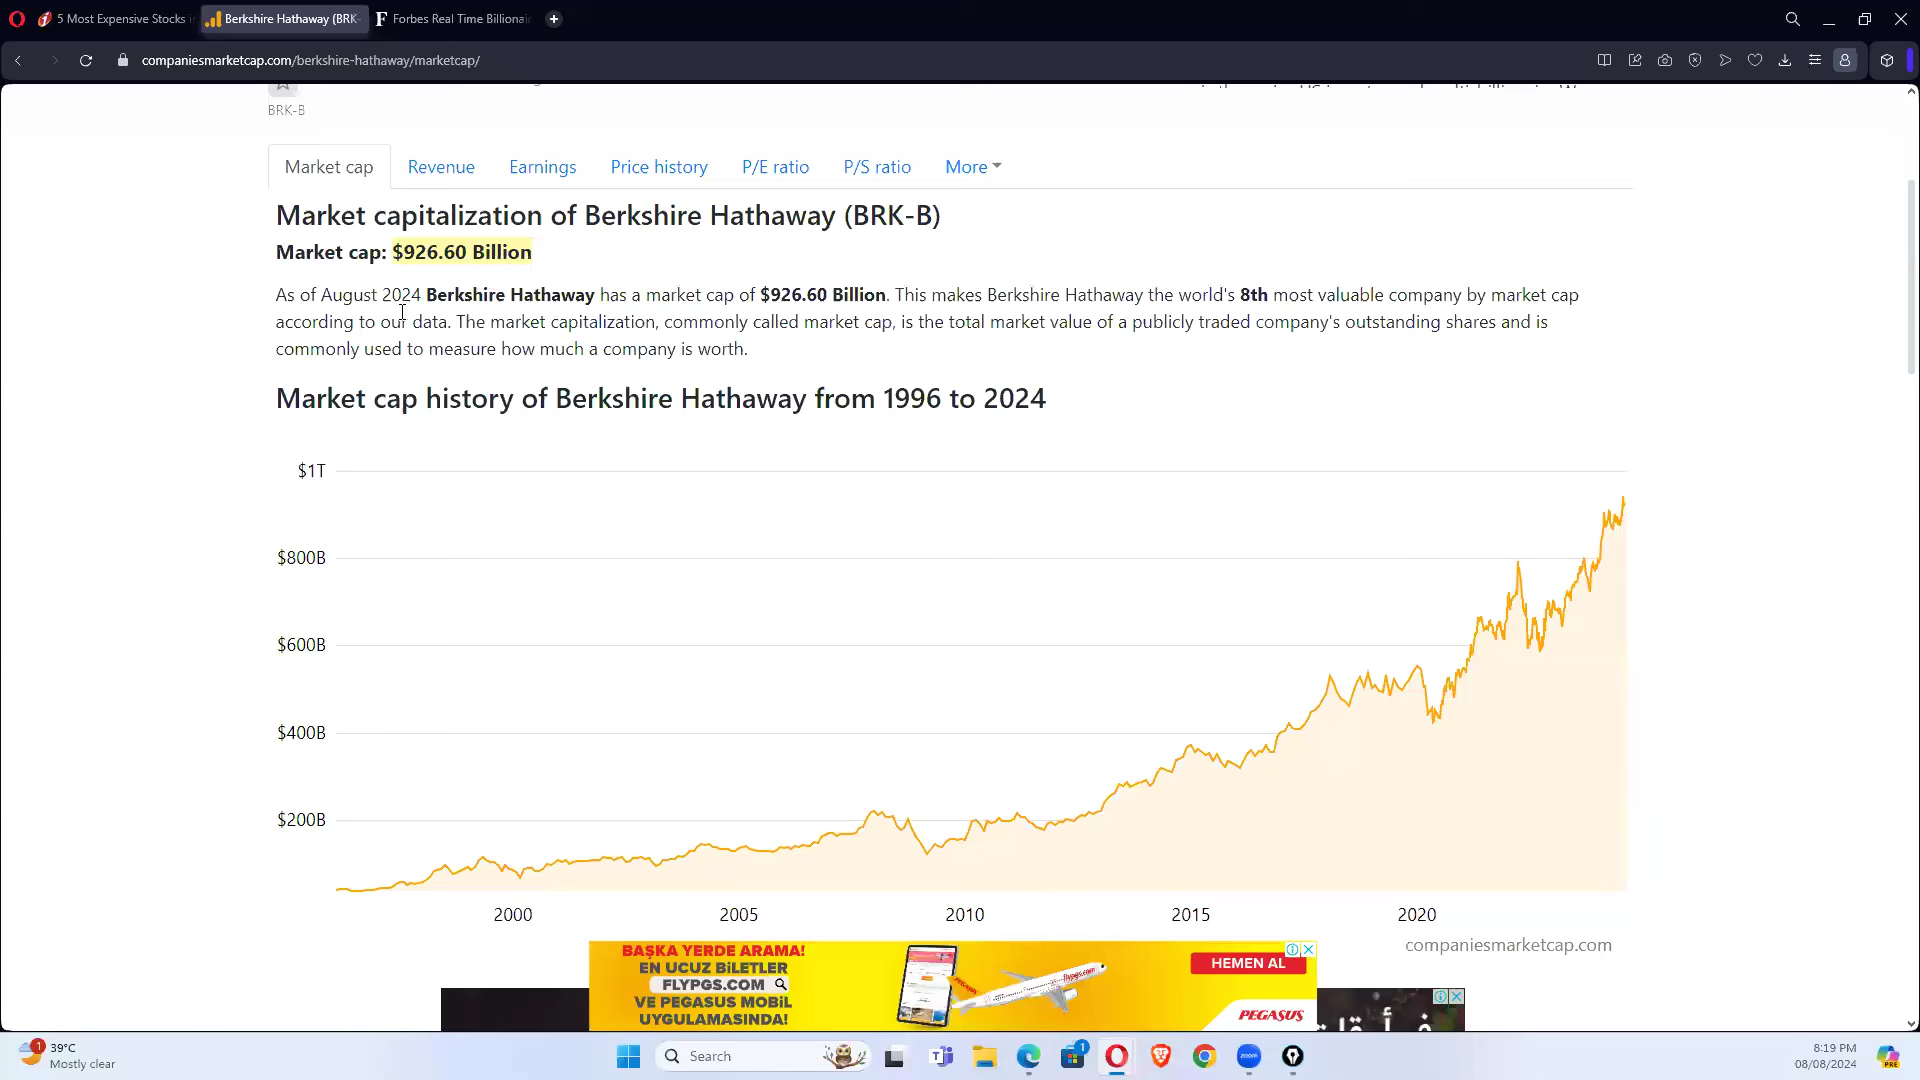 5 Most Expensive Stocks i
Berkshire Hathaway (BRK-
Forbes Real Time Billionai
companiesmarketcap.com/berkshire-hathaway/marketcap/
BRK-B
Market cap
Revenue
Earnings
Price history
P/E ratio
P/S ratio
More
Market capitalization of Berkshire Hathaway (BRK-B)
Market cap: $926.60 Billion
As of August 2024 Berkshire Hathaway has a market cap of $926.60 Billion. This makes Berkshire Hathaway the world's 8th most valuable company by market cap
according to our data. The market capitalization, commonly called market cap, is the total market value of a publicly traded company's outstanding shares and is
commonly used to measure how much a company is worth.
Market cap history of Berkshire Hathaway from 1996 to 2024
$1T
$800B
$600B
$400B
$200B
2000
2005
2010
2015
2020
companiesmarketcap.com
BAŞKA YERDE ARAMA!
EN UCUZ BİLETLER
FLYPGS.COM
VE PEGASUS MOBİL
UYGULAMASINDA!
flypgs.com
HEMEN AL
PEGASUS
1
39°C
Mostly clear
Search
1
zoom
PRE
8:19 PM
08/08/2024